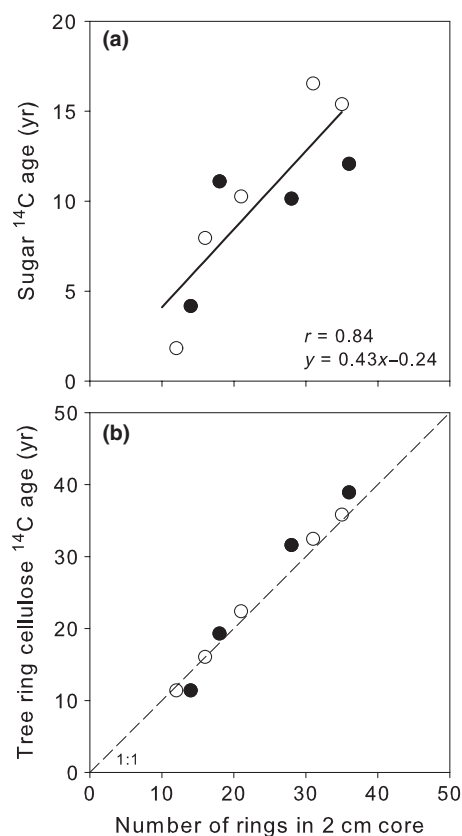 (a)
20
15
10
5
0
Sugar ¹⁴C age (yr)
r = 0.84
y = 0.43x–0.24
(b)
50
40
30
20
10
0
Tree ring cellulose ¹⁴C age (yr)
1:1
0 10 20 30 40 50
Number of rings in 2 cm core